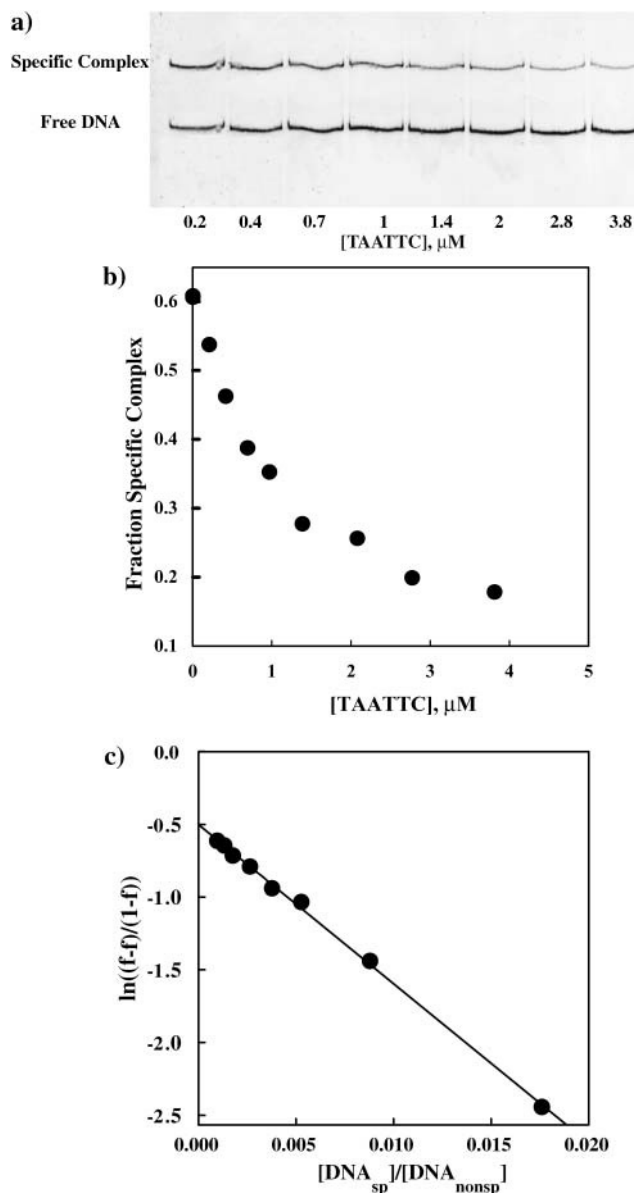 a)
Specific Complex
Free DNA
0.2 0.4 0.7 1 1.4 2 2.8 3.8
[TAATTC], μM
b)
Fraction Specific Complex
0.6
0.5
0.4
0.3
0.2
0.1
0 1 2 3 4 5
[TAATTC], μM
c)
ln((f-f)/(1-f))
0.0
-0.5
-1.0
-1.5
-2.0
-2.5
0.000 0.005 0.010 0.015 0.020
[DNAsp]/[DNAnonsp]